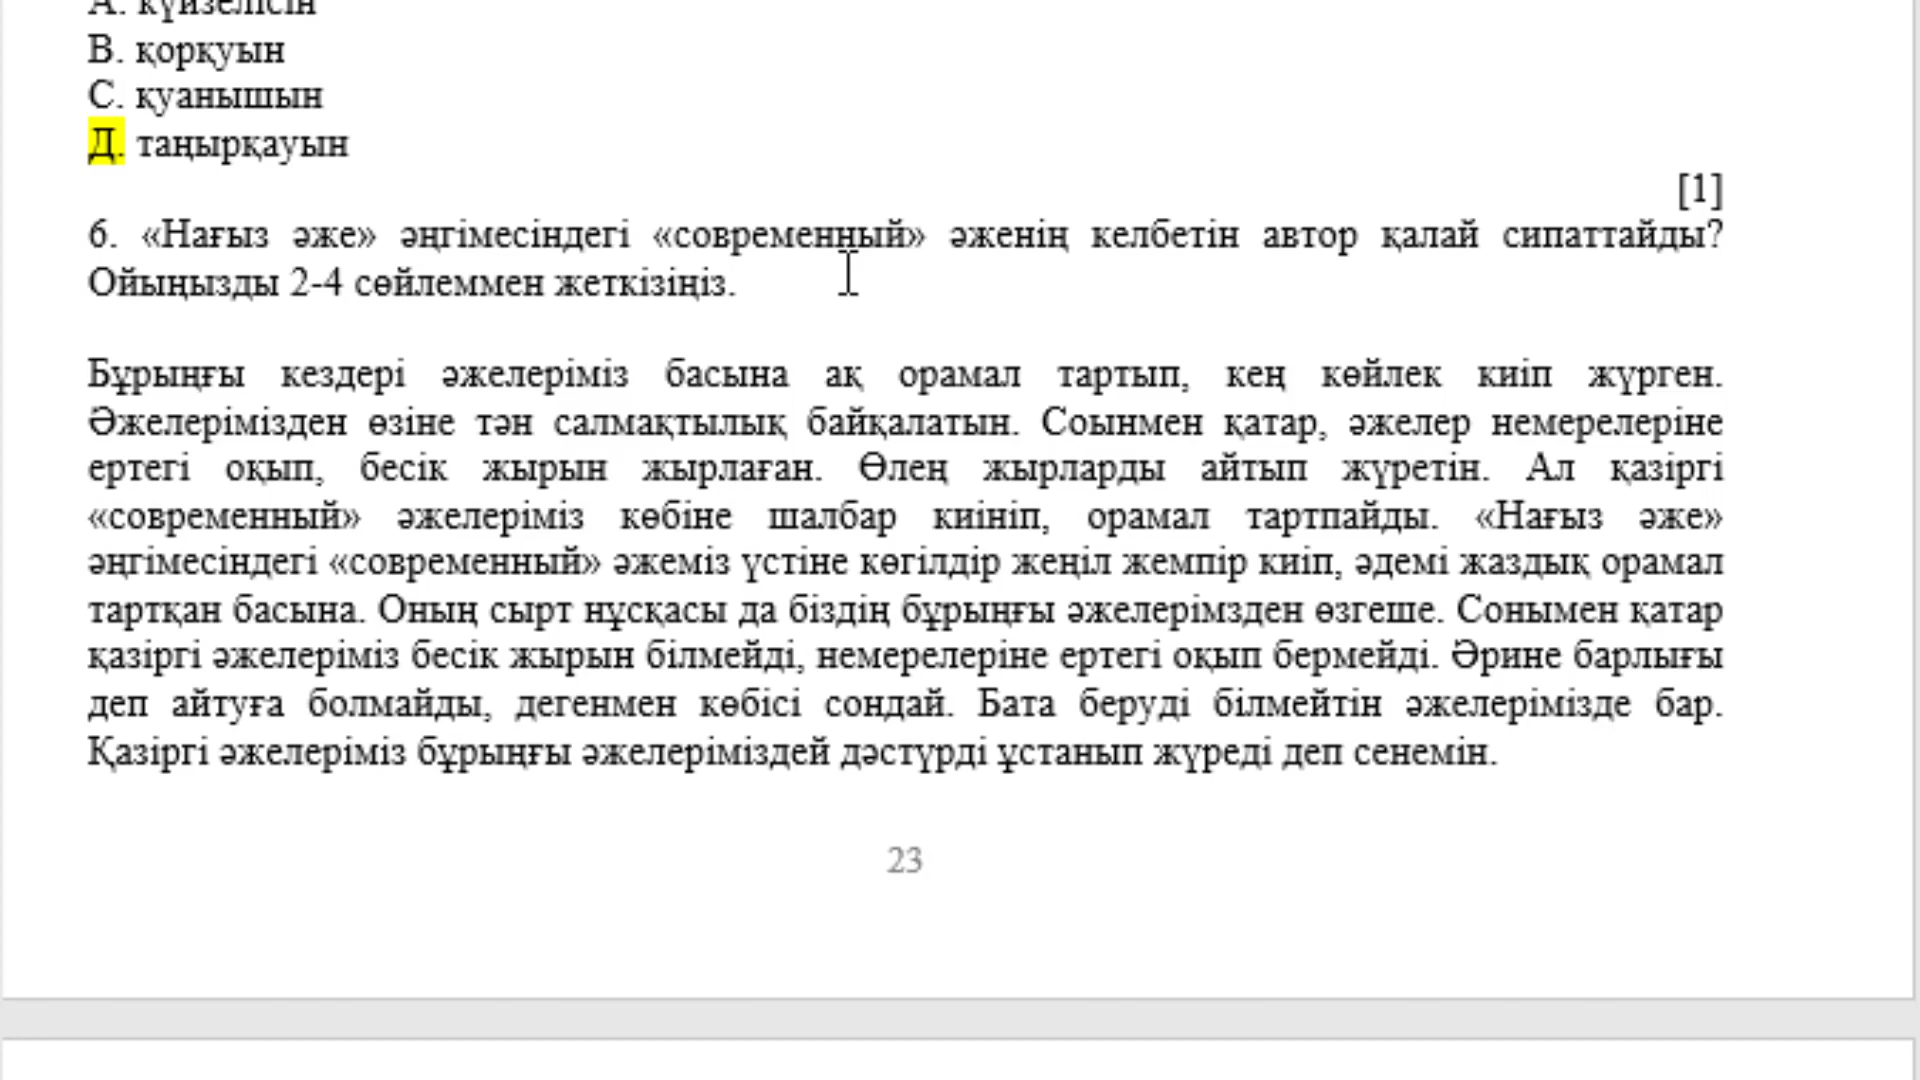 А. күйзелісін
В. қорқуын
С. қуанышын
Д. таңырқауын
[1]
6. «Нағыз әже» әңгімесіндегі «современный» әженің келбетін автор қалай сипаттайды?
Ойыңызды 2-4 сөйлеммен жеткізіңіз.
Бұрыңғы кездері әжелеріміз басына ақ орамал тартып, кең көйлек киіп жүрген.
Әжелерімізден өзіне тән салмақтылық байқалатын. Соынмен қатар, әжелер немерелеріне
ертегі оқып, бесік жырын жырлаған. Өлең жырларды айтып жүретін. Ал қазіргі
«современный» әжелеріміз көбіне шалбар киініп, орамал тартпайды. «Нағыз әже»
әңгімесіндегі «современный» әжеміз үстіне көгілдір жеңіл жемпір киіп, әдемі жаздық орамал
тартқан басына. Оның сырт нұсқасы да біздің бұрыңғы әжелерімзден өзгеше. Сонымен қатар
қазіргі әжелеріміз бесік жырын білмейді, немерелеріне ертегі оқып бермейді. Әрине барлығы
деп айтуға болмайды, дегенмен көбісі сондай. Бата беруді білмейтін әжелерімізде бар.
Қазіргі әжелеріміз бұрыңғы әжелеріміздей дәстүрді ұстанып жүреді деп сенемін.
23